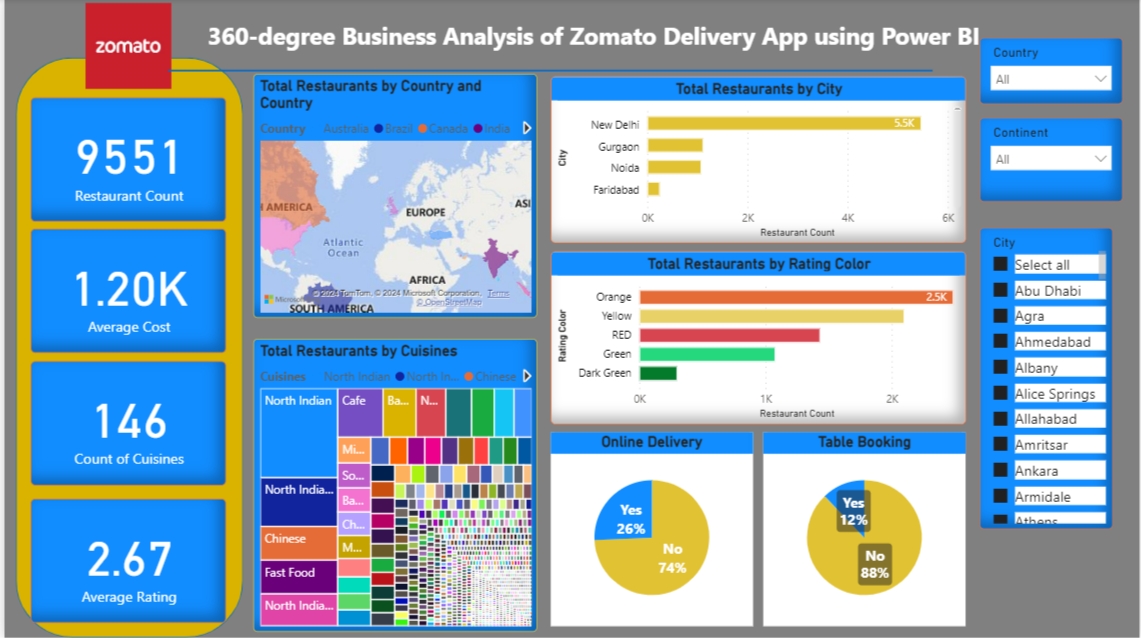 zomato
360-degree Business Analysis of Zomato Delivery App using Power BI
9551
Restaurant Count
1.20K
Average Cost
146
Count of Cuisines
2.67
Average Rating
Total Restaurants by Country and
Country
Country Australia Brazil Canada India
AMERICA
EUROPE
ASI
Atlantic
Ocean
AFRICA
SOUTH AMERICA
Microsof
© 2024 TomTom, © 2024 Microsoft Corporation, Terms
© OpenStreetMap
Total Restaurants by Cuisines
Cuisines North Indian North In... Chinese
North Indian
Cafe
Ba...
N...
Mi...
So...
North India...
Ba...
Ch...
Chinese
M...
Fast Food
North India...
Total Restaurants by City
City
New Delhi
5.5K
Gurgaon
Noida
Faridabad
0K 2K 4K 6K
Restaurant Count
Total Restaurants by Rating Color
Rating Color
Orange
2.5K
Yellow
RED
Green
Dark Green
0K 1K 2K
Restaurant Count
Online Delivery
Yes
26%
No
74%
Table Booking
Yes
12%
No
88%
Country
All
Continent
All
City
Select all
Abu Dhabi
Agra
Ahmedabad
Albany
Alice Springs
Allahabad
Amritsar
Ankara
Armidale
Athens